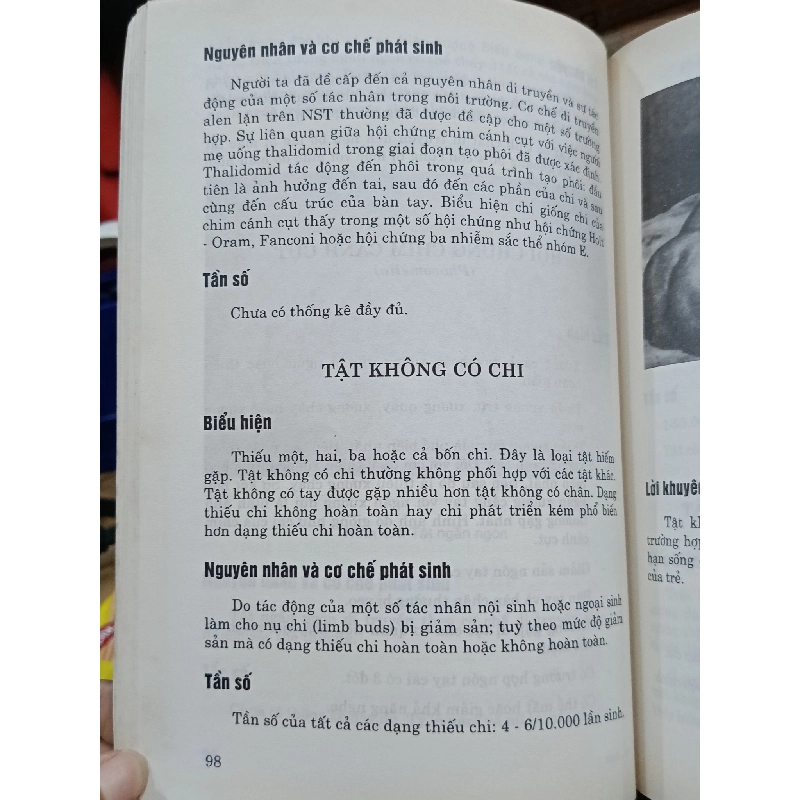 Nguyên nhân và cơ chế phát sinh
Người ta đã đề cấp đến cả nguyên nhân di truyền và sự tác
động của một số tác nhân trong môi trường. Cơ chế di truyền
alen lặn trên NST thường đã được đề cập cho một số trường
hợp. Sự liên quan giữa hội chứng chim cánh cụt với việc người
mẹ uống thalidomid trong giai đoạn tạo phôi đã được xác định.
Thalidomid tác động đến phôi trong quá trình tạo phôi: đầu
tiên là ảnh hưởng đến tai, sau đó đến các phần của chi và sau
cùng đến cấu trúc của bàn tay. Biểu hiện chi giống chi của
chim cánh cụt thấy trong một số hội chứng như hội chứng Holt
- Oram, Fanconi hoặc hội chứng ba nhiễm sắc thể nhóm E.
Tần số
Chưa có thống kê đầy đủ.
TẬT KHÔNG CÓ CHI
Biểu hiện
Thiếu một, hai, ba hoặc cả bốn chi. Đây là loại tật hiếm
gặp. Tật không có chi thường không phối hợp với các tật khác.
Tật không có tay được gặp nhiều hơn tật không có chân. Dạng
thiếu chi không hoàn toàn hay chi phát triển kém phổ biến
hơn dạng thiếu chi hoàn toàn.
Nguyên nhân và cơ chế phát sinh
Do tác động của một số tác nhân nội sinh hoặc ngoại sinh
làm cho nụ chi (limb buds) bị giảm sản; tuỳ theo mức độ giảm
sản mà có dạng thiếu chi hoàn toàn hoặc không hoàn toàn.
Tần số
Tần số của tất cả các dạng thiếu chi: 4 - 6/10.000 lần sinh.
98
Lời khuyên
Tật
trường hợp
hạn sống
của trẻ.